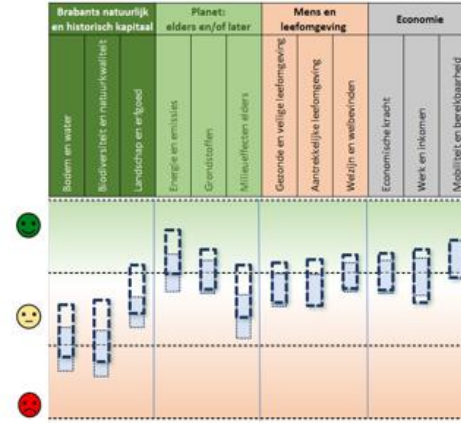 Brabants natuurlijk
en historisch kapitaal
Planet:
elders en/of later
Mens en
leefomgeving
Economie
Bodem en water
Biodiversiteit en natuurkwaliteit
Landschap en erfgoed
Energie en emissies
Grondstoffen
Milieueffecten elders
Gezonde en veilige leefomgeving
Aantrekkelijke leefomgeving
Welzijn en welbevinden
Economische kracht
Werk en inkomen
Mobiliteit en bereikbaarheid